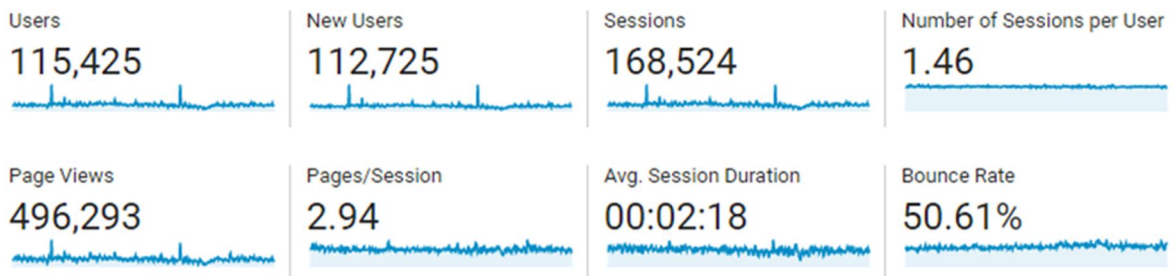 Users
115,425
New Users
112,725
Sessions
168,524
Number of Sessions per User
1.46
Page Views
496,293
Pages/Session
2.94
Avg. Session Duration
00:02:18
Bounce Rate
50.61%